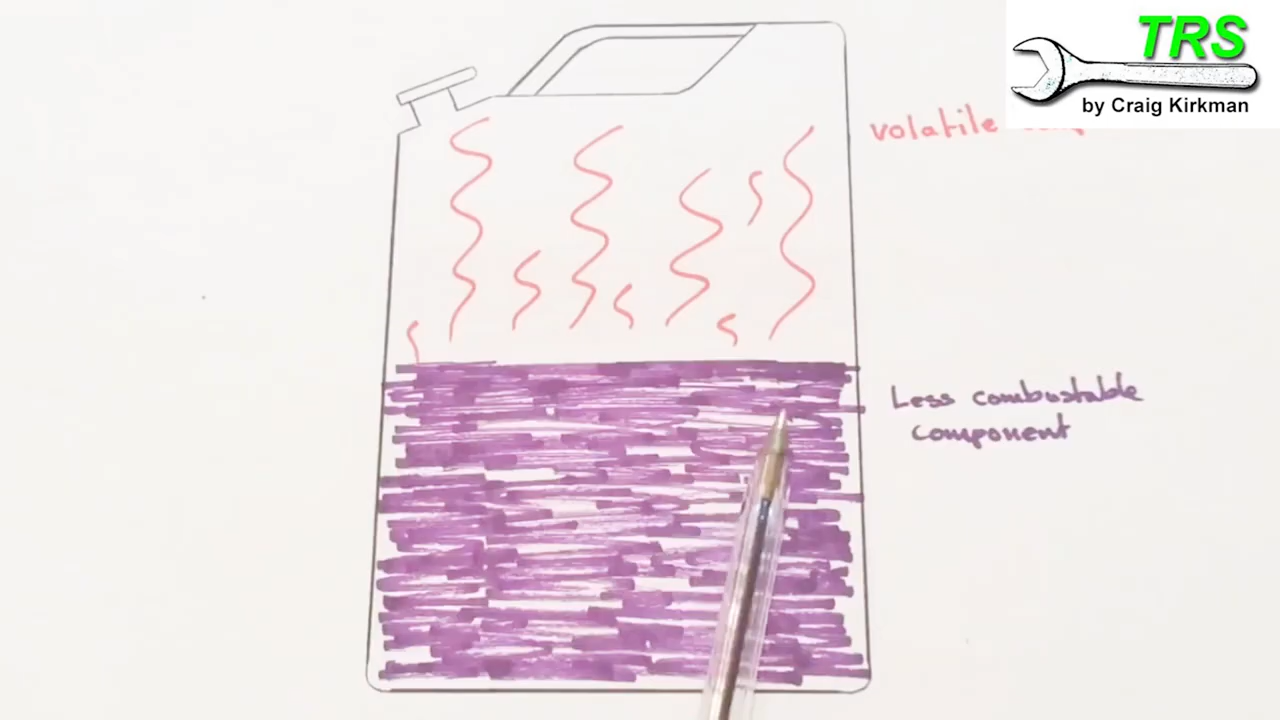 TRS
by Craig Kirkman
volatile
Less combustable
component